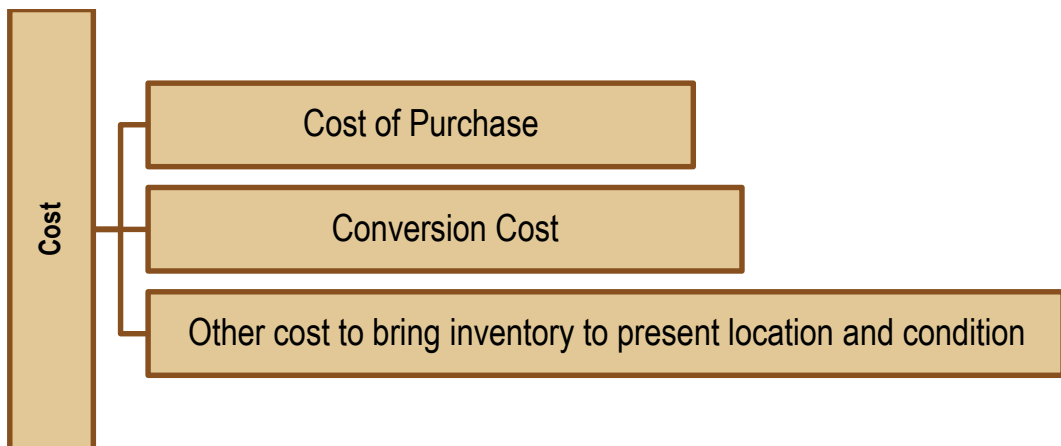 Cost
Cost of Purchase
Conversion Cost
Other cost to bring inventory to present location and condition